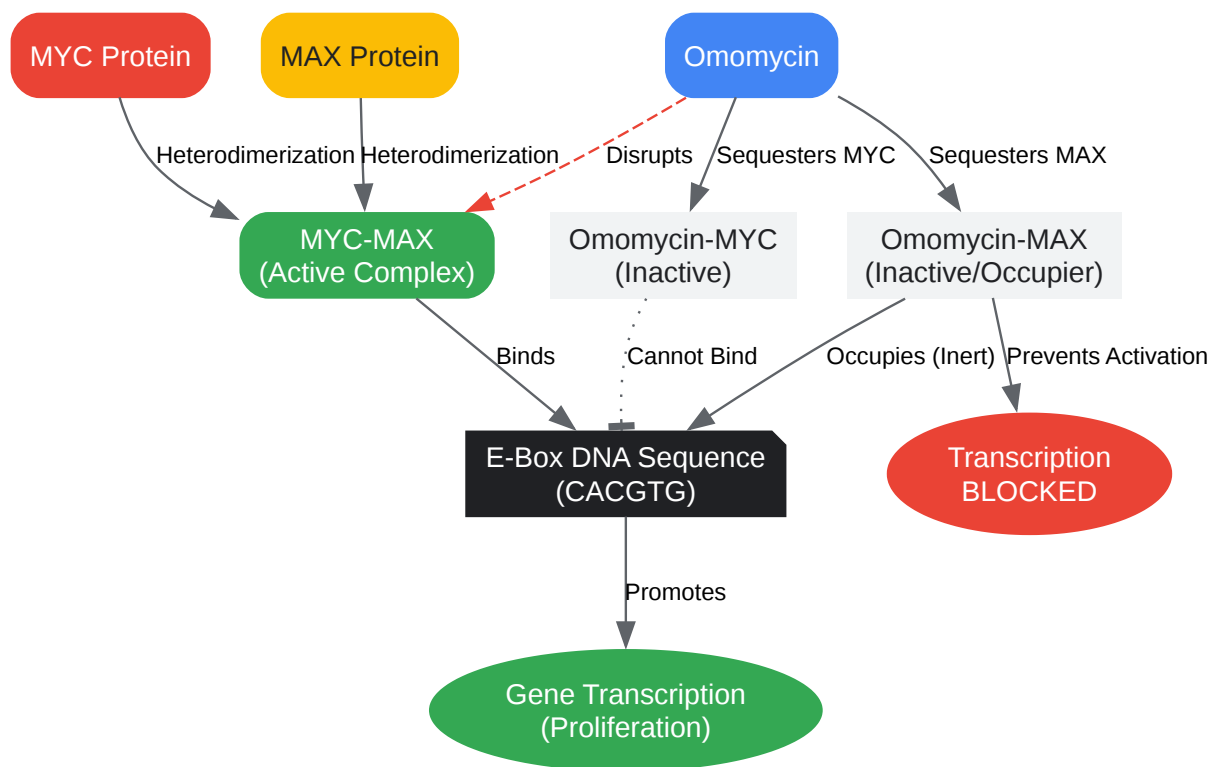 MYC Protein
MAX Protein
Omomycin
Heterodimerization
Heterodimerization
Disrupts
Sequesters MYC
Sequesters MAX
MYC-MAX
(Active Complex)
Omomycin-MYC
(Inactive)
Omomycin-MAX
(Inactive/Occupier)
Binds
Cannot Bind
Occupies (Inert)
Prevents Activation
E-Box DNA Sequence
(CACGTG)
Transcription
BLOCKED
Promotes
Gene Transcription
(Proliferation)